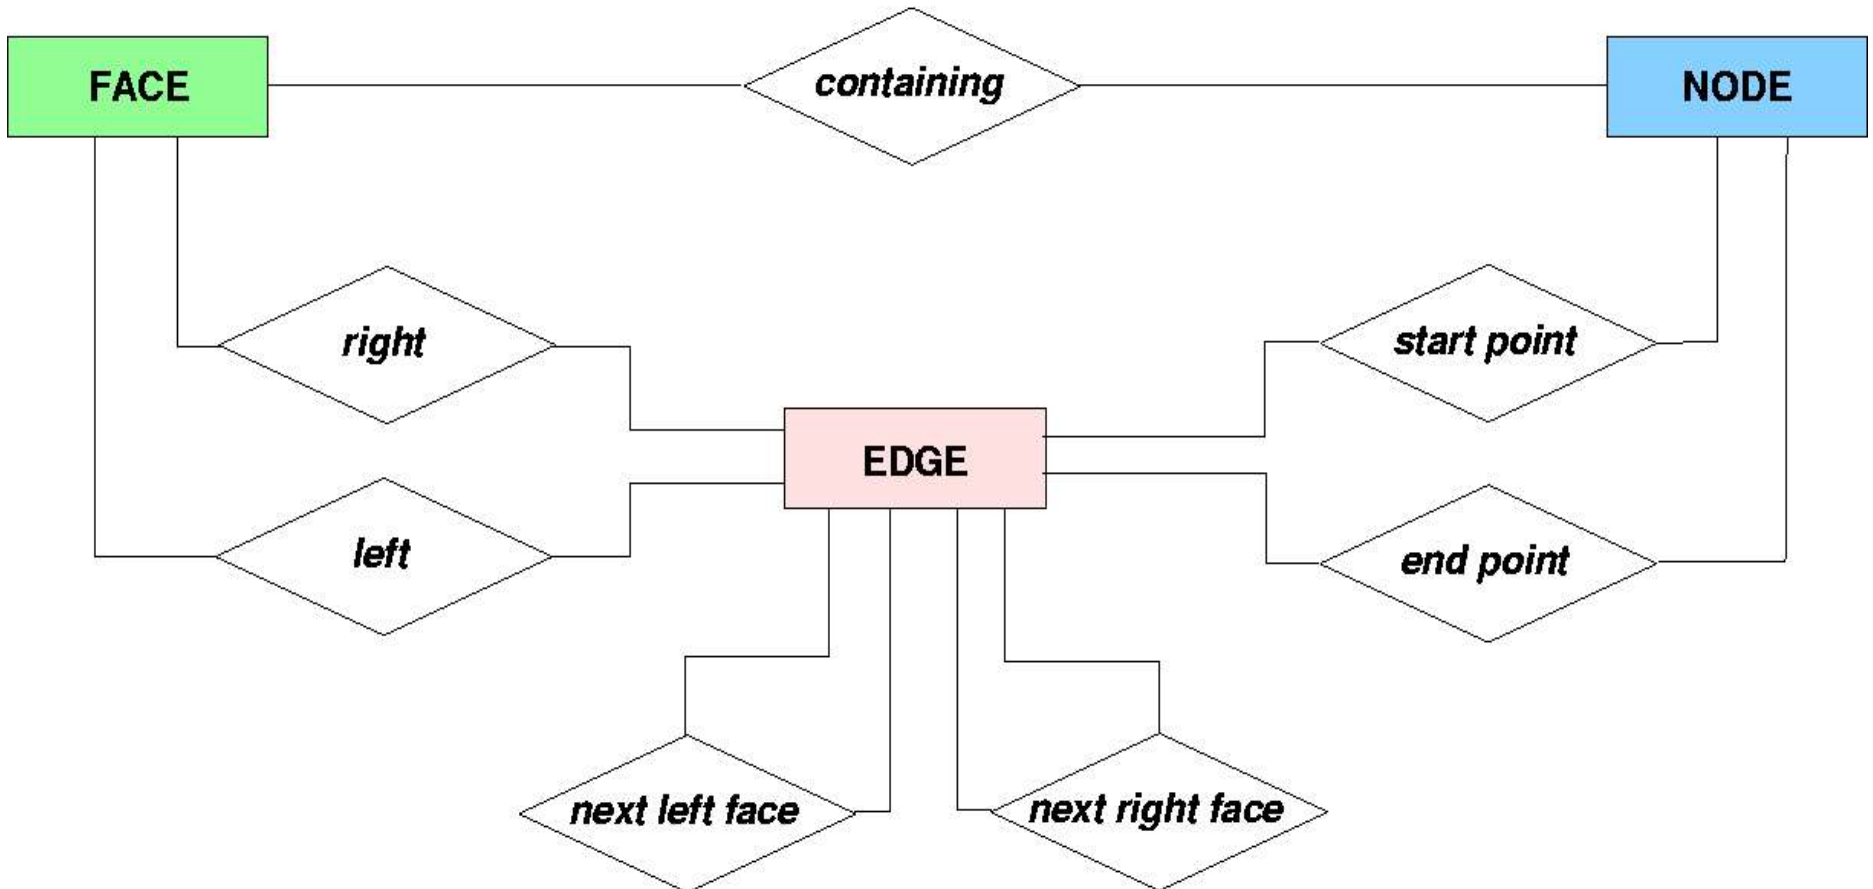 FACE
containing
NODE
right
start point
EDGE
left
end point
next left face
next right face